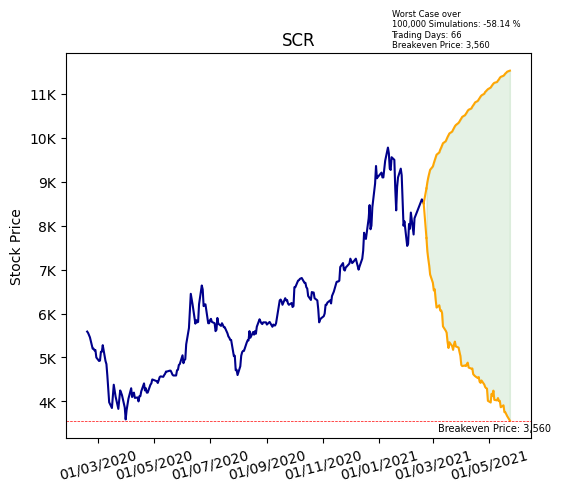 Worst Case over
100,000 Simulations: -58.14 %
Trading Days: 66
Breakeven Price: 3,560
SCR
Stock Price
11K
10K
9K
8K
7K
6K
5K
4K
Breakeven Price: 3,560
01/03/2020
01/05/2020
01/07/2020
01/09/2020
01/11/2020
01/01/2021
01/03/2021
01/05/2021